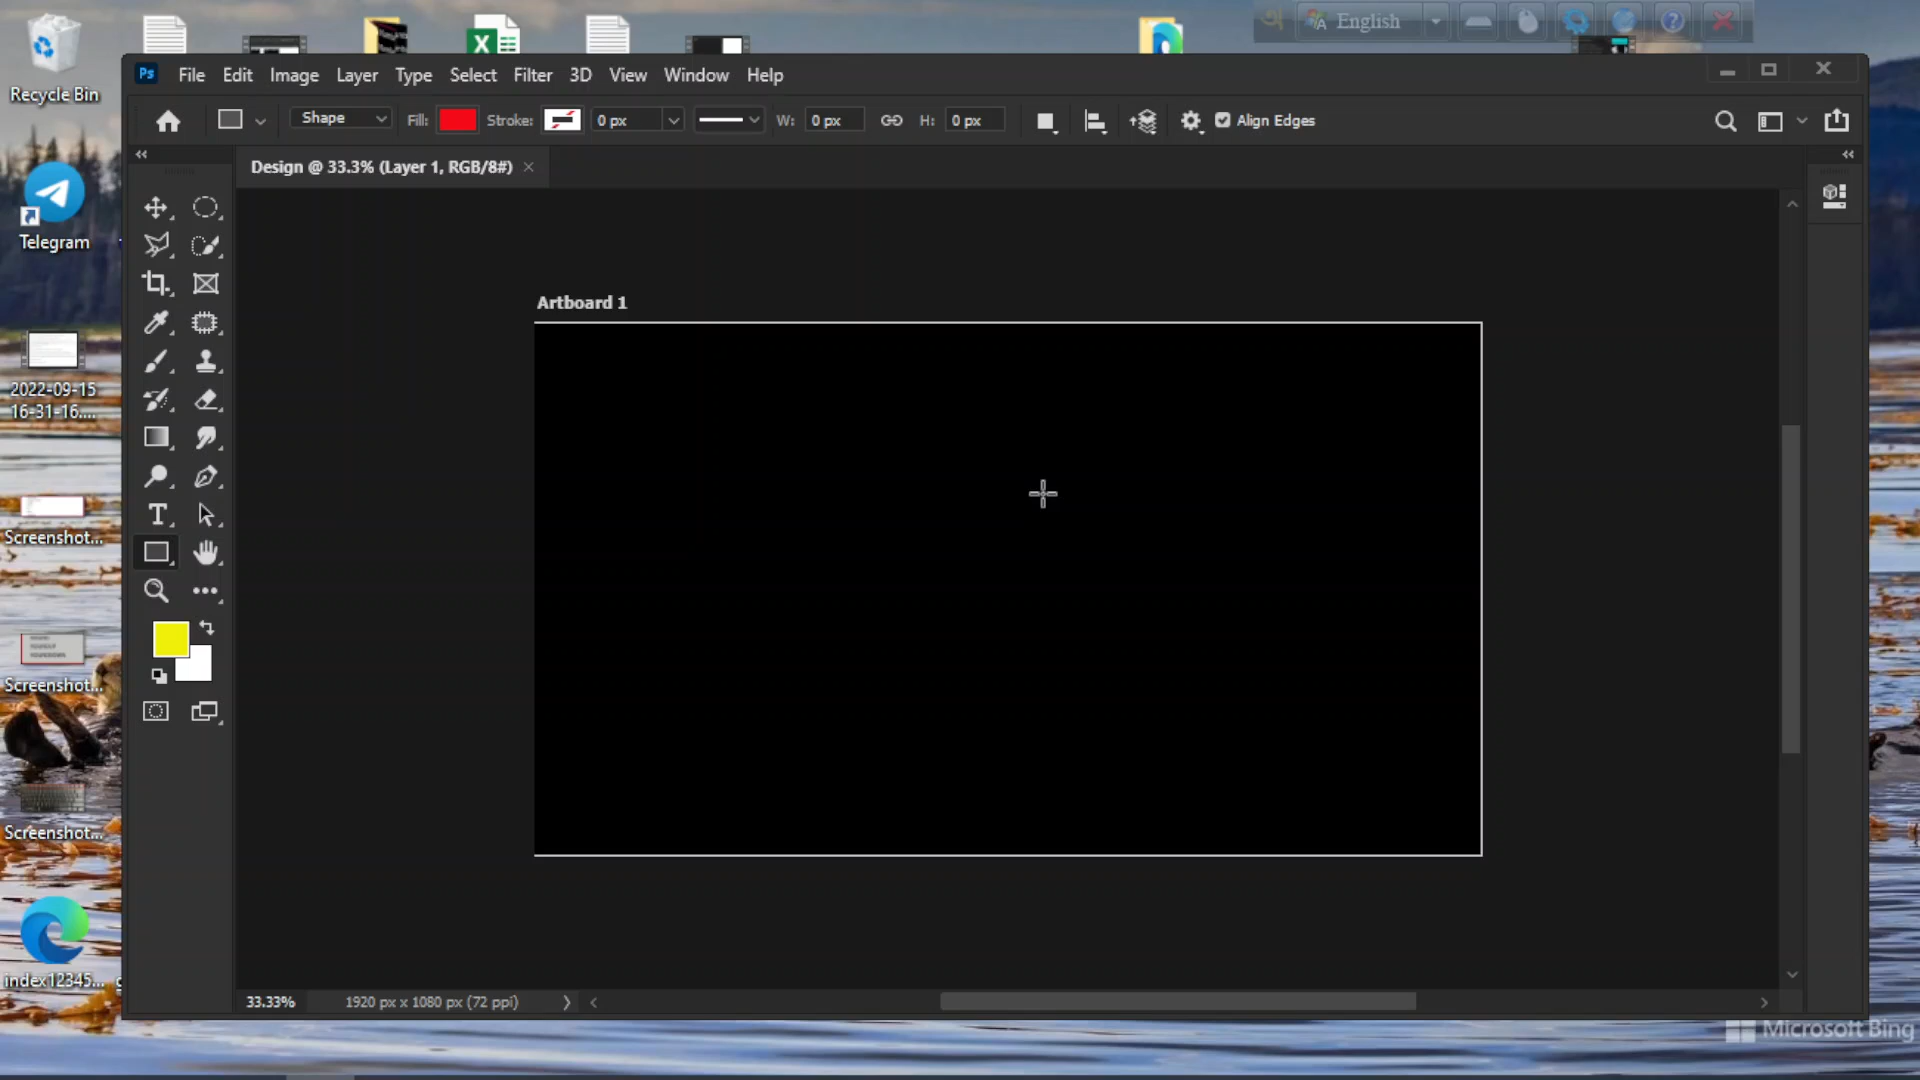 English
Recycle Bin
Ps File Edit Image Layer Type Select Filter 3D View Window Help
Shape Fill: Stroke: 0 px W: 0 px H: 0 px Align Edges
Design @ 33.3% (Layer 1, RGB/8#) ×
Telegram
Artboard 1
2022-09-15
16-31-16....
Screenshot...
Screenshot...
Screenshot...
index12345...
33.33% 1920 px x 1080 px (72 ppi)
Microsoft Bing